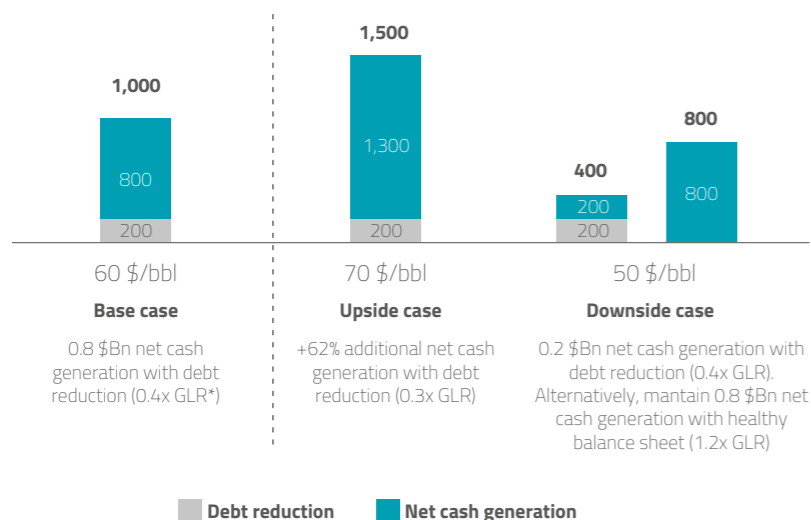 1,000
800
200
60 $/bbl
Base case
0.8 $Bn net cash
generation with debt
reduction (0.4x GLR*)
1,500
1,300
200
70 $/bbl
Upside case
+62% additional net cash
generation with debt
reduction (0.3x GLR)
400
200
200
800
800
50 $/bbl
Downside case
0.2 $Bn net cash generation with
debt reduction (0.4x GLR).
Alternatively, mantain 0.8 $Bn net
cash generation with healthy
balance sheet (1.2x GLR)
Debt reduction
Net cash generation